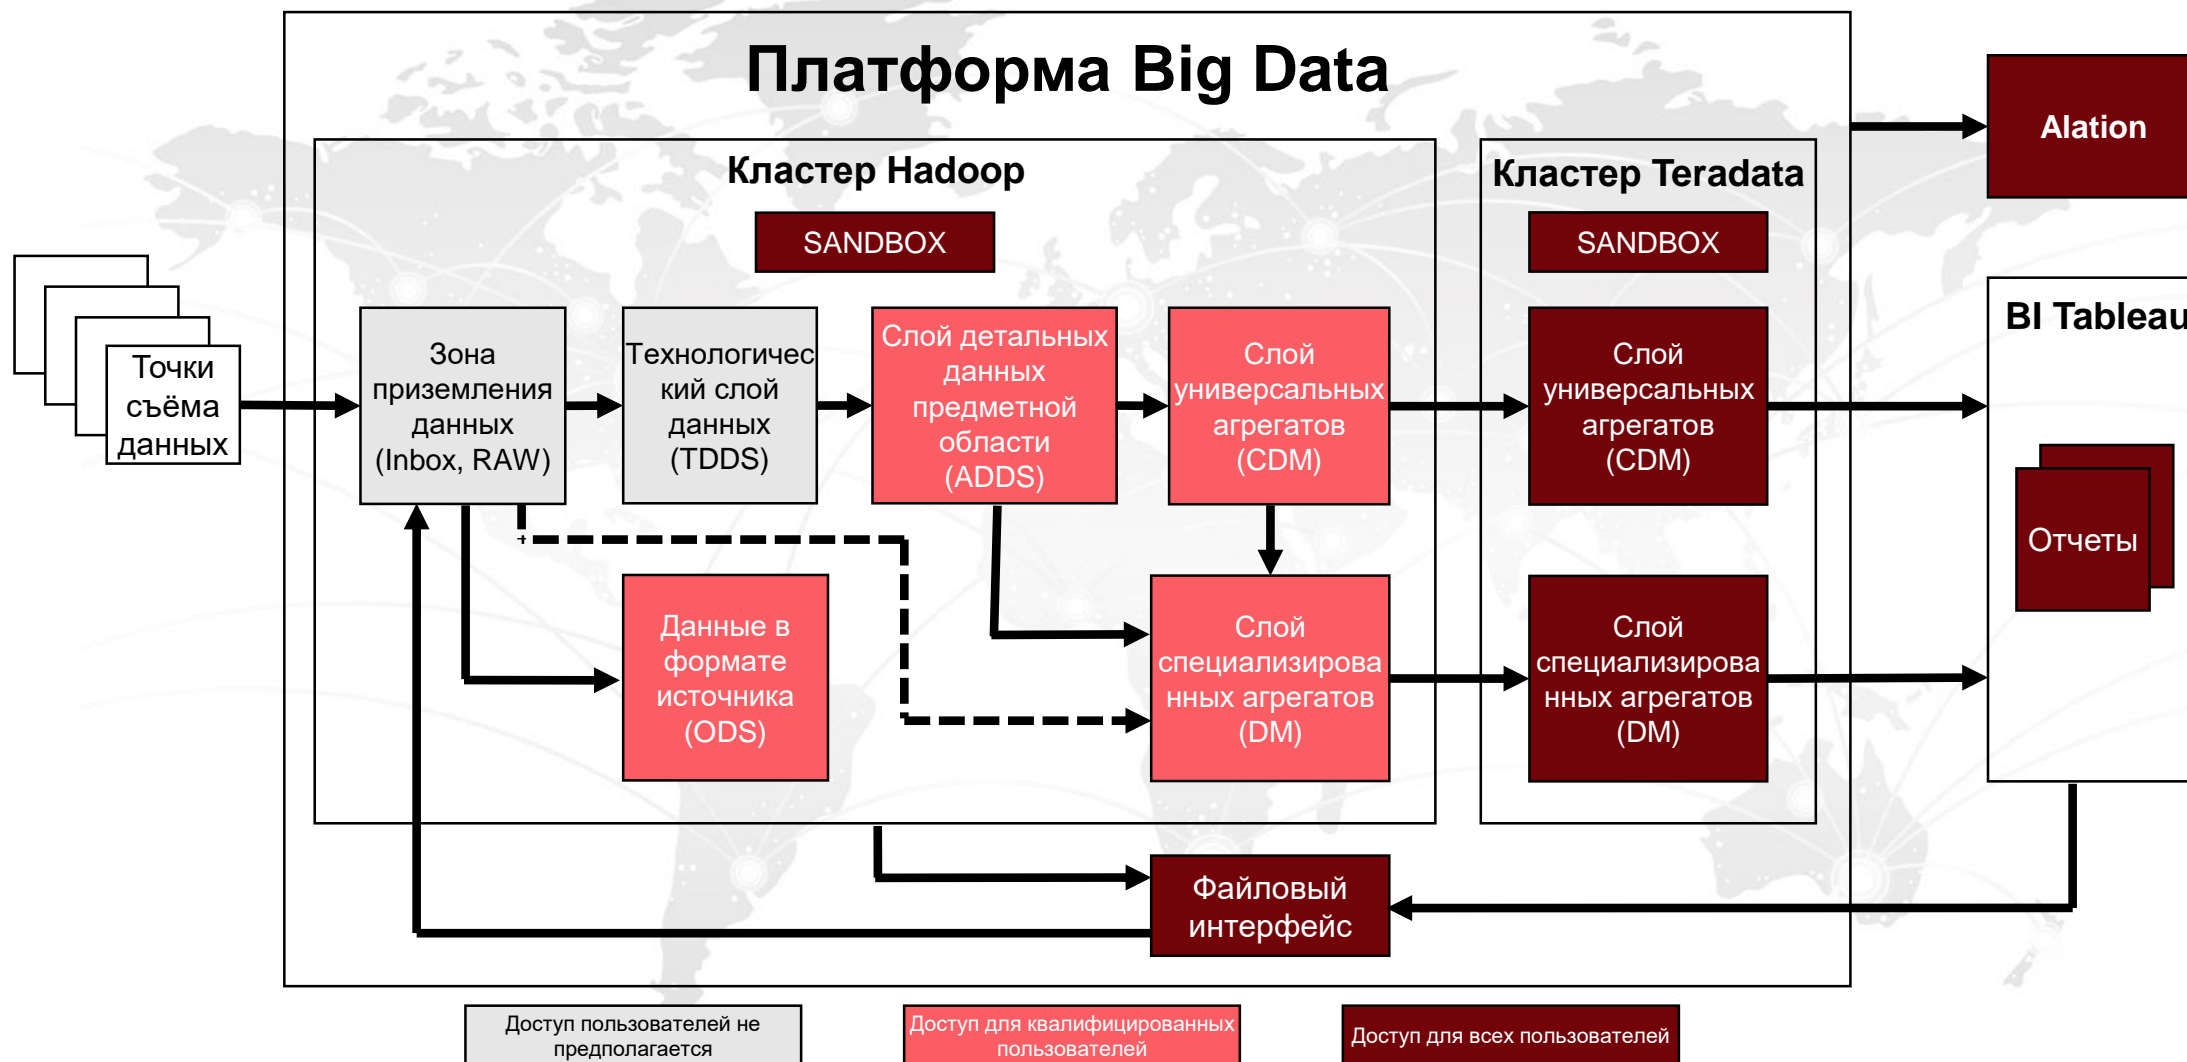 Платформа Big Data
Alation
Кластер Hadoop
Кластер Teradata
SANDBOX
SANDBOX
Точки
съёма
данных
Зона
приземления
данных
(Inbox, RAW)
Технологичес
кий слой
данных
(TDDS)
Слой детальных
данных
предметной
области
(ADDS)
Слой
универсальных
агрегатов
(CDM)
Слой
универсальных
агрегатов
(CDM)
BI Tableau
Отчеты
Данные в
формате
источника
(ODS)
Слой
специализирова
нных агрегатов
(DM)
Слой
специализирова
нных агрегатов
(DM)
Файловый
интерфейс
Доступ пользователей не
предполагается
Доступ для квалифицированных
пользователей
Доступ для всех пользователей